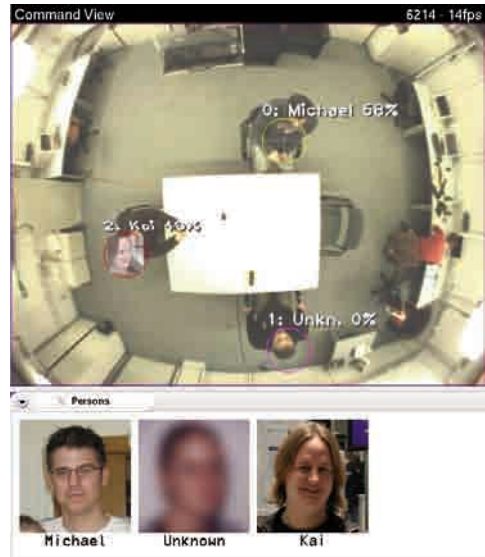 Command View 6214 - 14fps
0: Michael 58%
2: Kai 60%
1: Unkn. 0%
Persons
Michael Unknown Kai